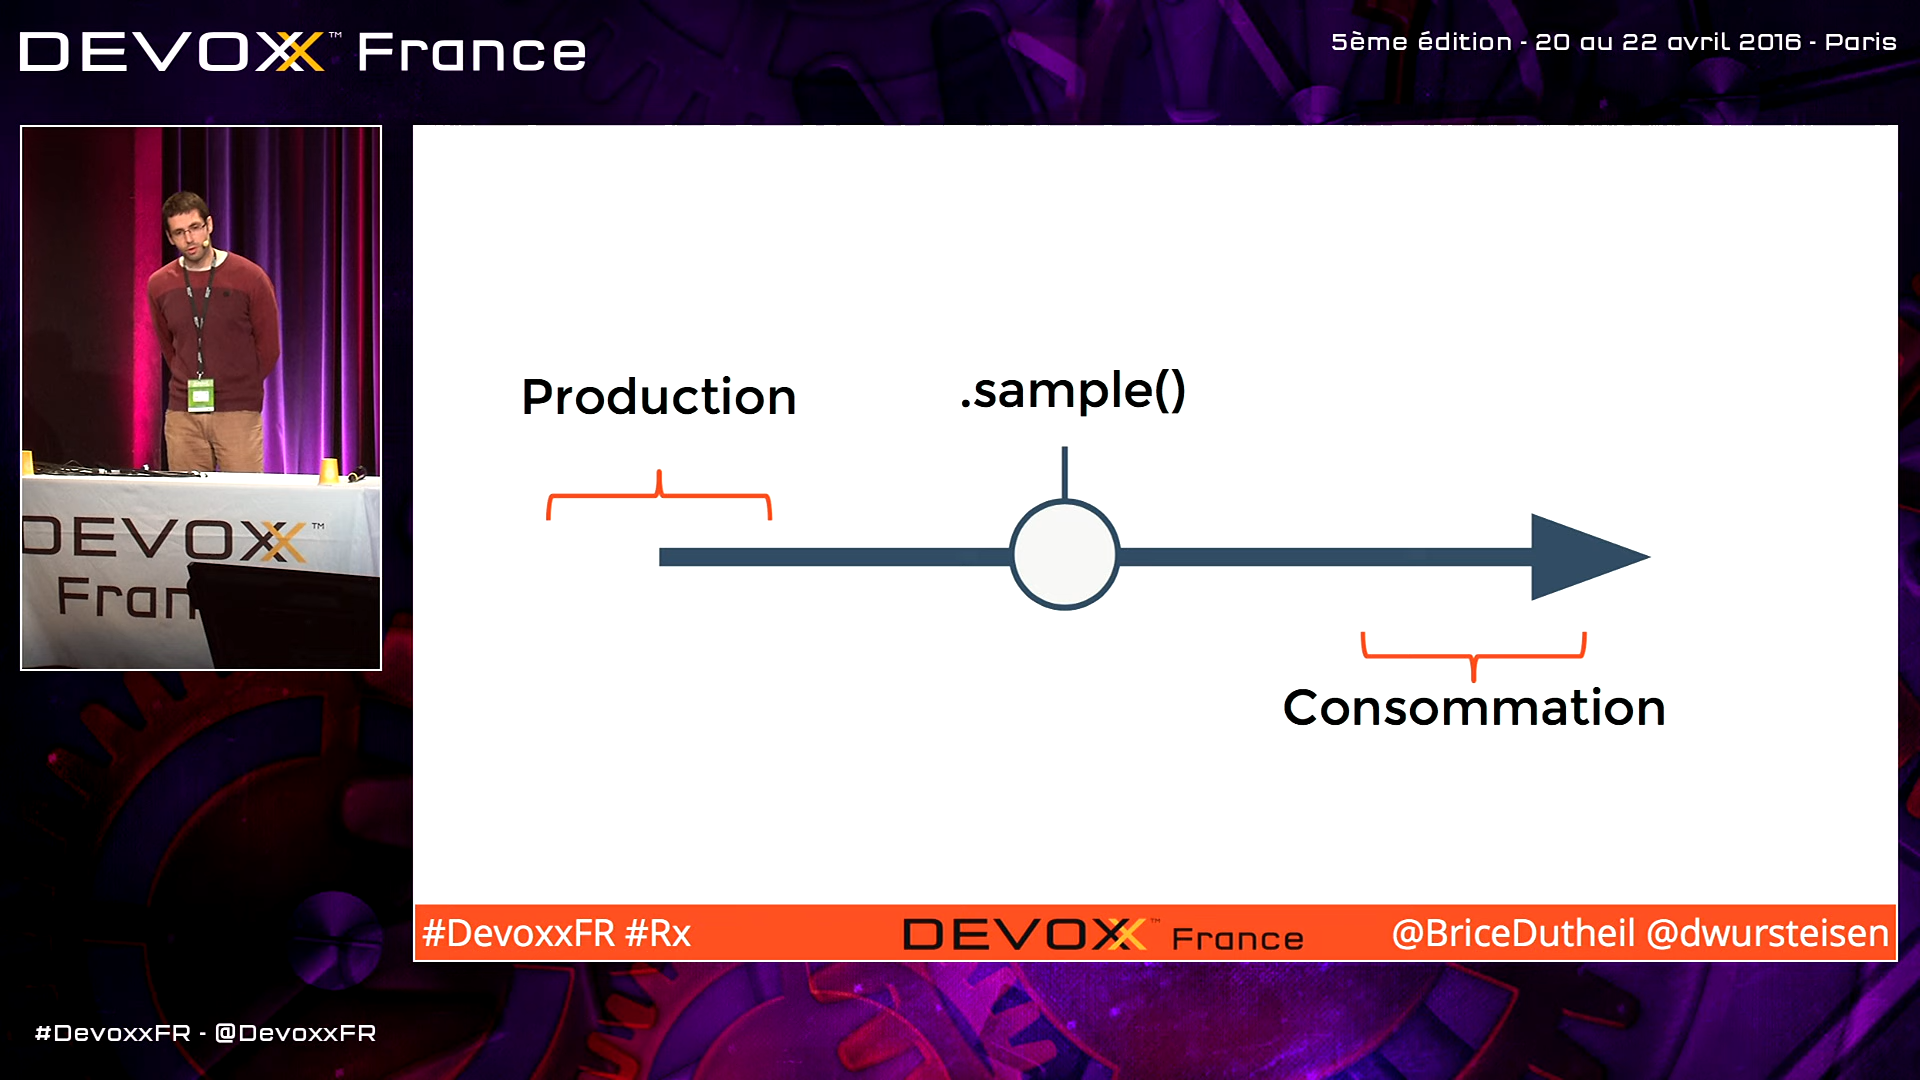 DEVOXX™ France
5ème édition - 20 au 22 avril 2016 - Paris
DEVOXX™
Fran
Production
.sample()
Consommation
#DevoxxFR #Rx
DEVOXX™ France
@BriceDutheil @dwursteisen
#DevoxxFR - @DevoxxFR